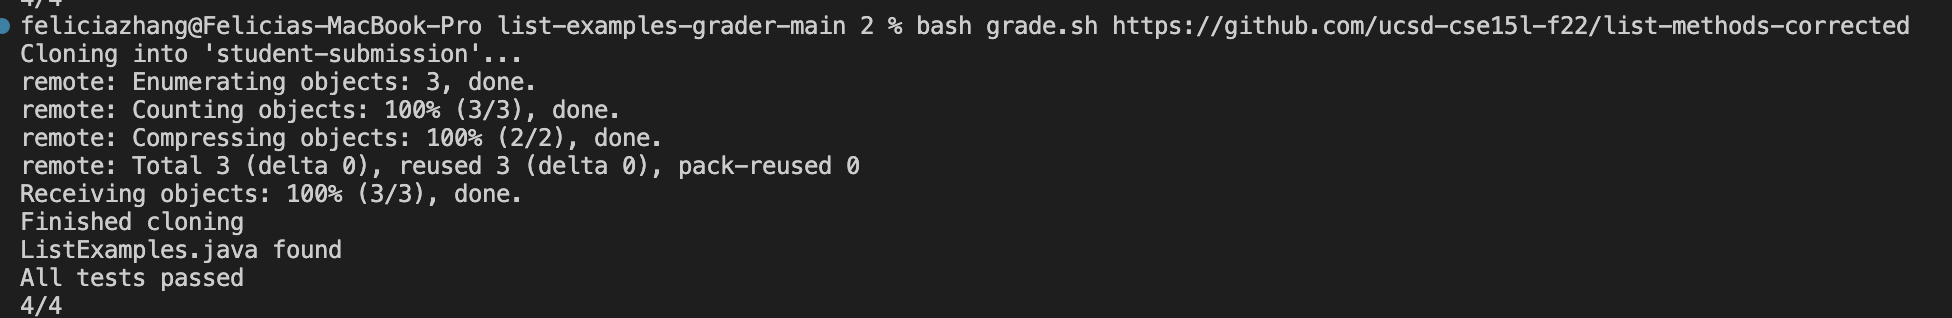 4/4
feliciazhang@Felicias-MacBook-Pro list-examples-grader-main 2 % bash grade.sh https://github.com/ucsd-cse15l-f22/list-methods-corrected
Cloning into 'student-submission'...
remote: Enumerating objects: 3, done.
remote: Counting objects: 100% (3/3), done.
remote: Compressing objects: 100% (2/2), done.
remote: Total 3 (delta 0), reused 3 (delta 0), pack-reused 0
Receiving objects: 100% (3/3), done.
Finished cloning
ListExamples.java found
All tests passed
4/4